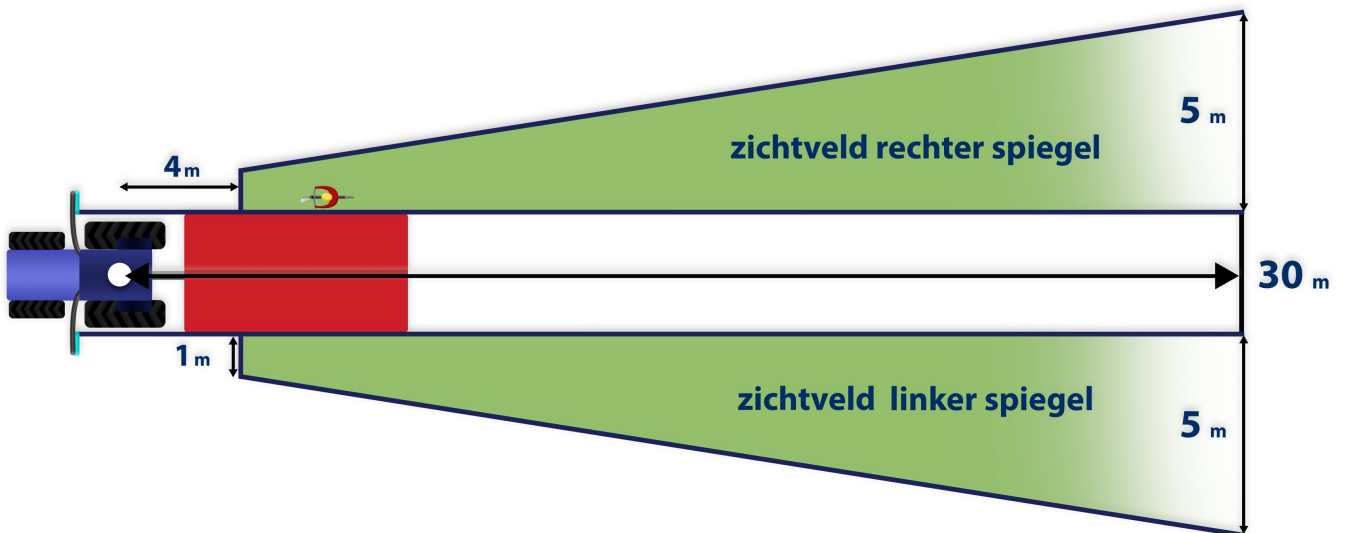 5 m
zichtveld rechter spiegel
4 m
30 m
1 m
zichtveld linker spiegel
5 m